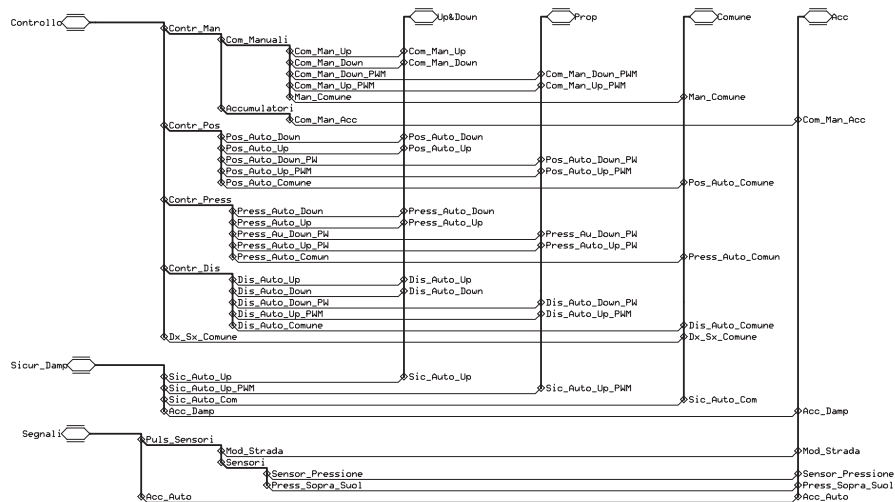 Controllo Up&Down Prop Comune Acc
Contr_Man
Com_Manuali
Com_Man_Up Com_Man_Up
Com_Man_Down Com_Man_Down
Com_Man_Down_PWM Com_Man_Down_PWM
Com_Man_Up_PWM Com_Man_Up_PWM
Man_Comune Man_Comune
Accumulatori
Com_Man_Acc Com_Man_Acc
Contr_Pos
Pos_Auto_Down Pos_Auto_Down
Pos_Auto_Up Pos_Auto_Up
Pos_Auto_Down_PW Pos_Auto_Down_PW
Pos_Auto_Up_PWM Pos_Auto_Up_PWM
Pos_Auto_Comune Pos_Auto_Comune
Contr_Press
Press_Auto_Down Press_Auto_Down
Press_Auto_Up Press_Auto_Up
Press_Au_Down_PW Press_Au_Down_PW
Press_Auto_Up_PW Press_Auto_Up_PW
Press_Auto_Comun Press_Auto_Comun
Contr_Dis
Dis_Auto_Up Dis_Auto_Up
Dis_Auto_Down Dis_Auto_Down
Dis_Auto_Down_PW Dis_Auto_Down_PW
Dis_Auto_Up_PWM Dis_Auto_Up_PWM
Dis_Auto_Comune Dis_Auto_Comune
Dx_Sx_Comune Dx_Sx_Comune
Sicur_Damp
Sic_Auto_Up Sic_Auto_Up
Sic_Auto_Up_PWM Sic_Auto_Up_PWM
Sic_Auto_Com Sic_Auto_Com
Acc_Damp Acc_Damp
Segnali
Puls_Sensori
Mod_Strada Mod_Strada
Sensori
Sensor_Pressione Sensor_Pressione
Press_Sopra_Suol Press_Sopra_Suol
Acc_Auto Acc_Auto